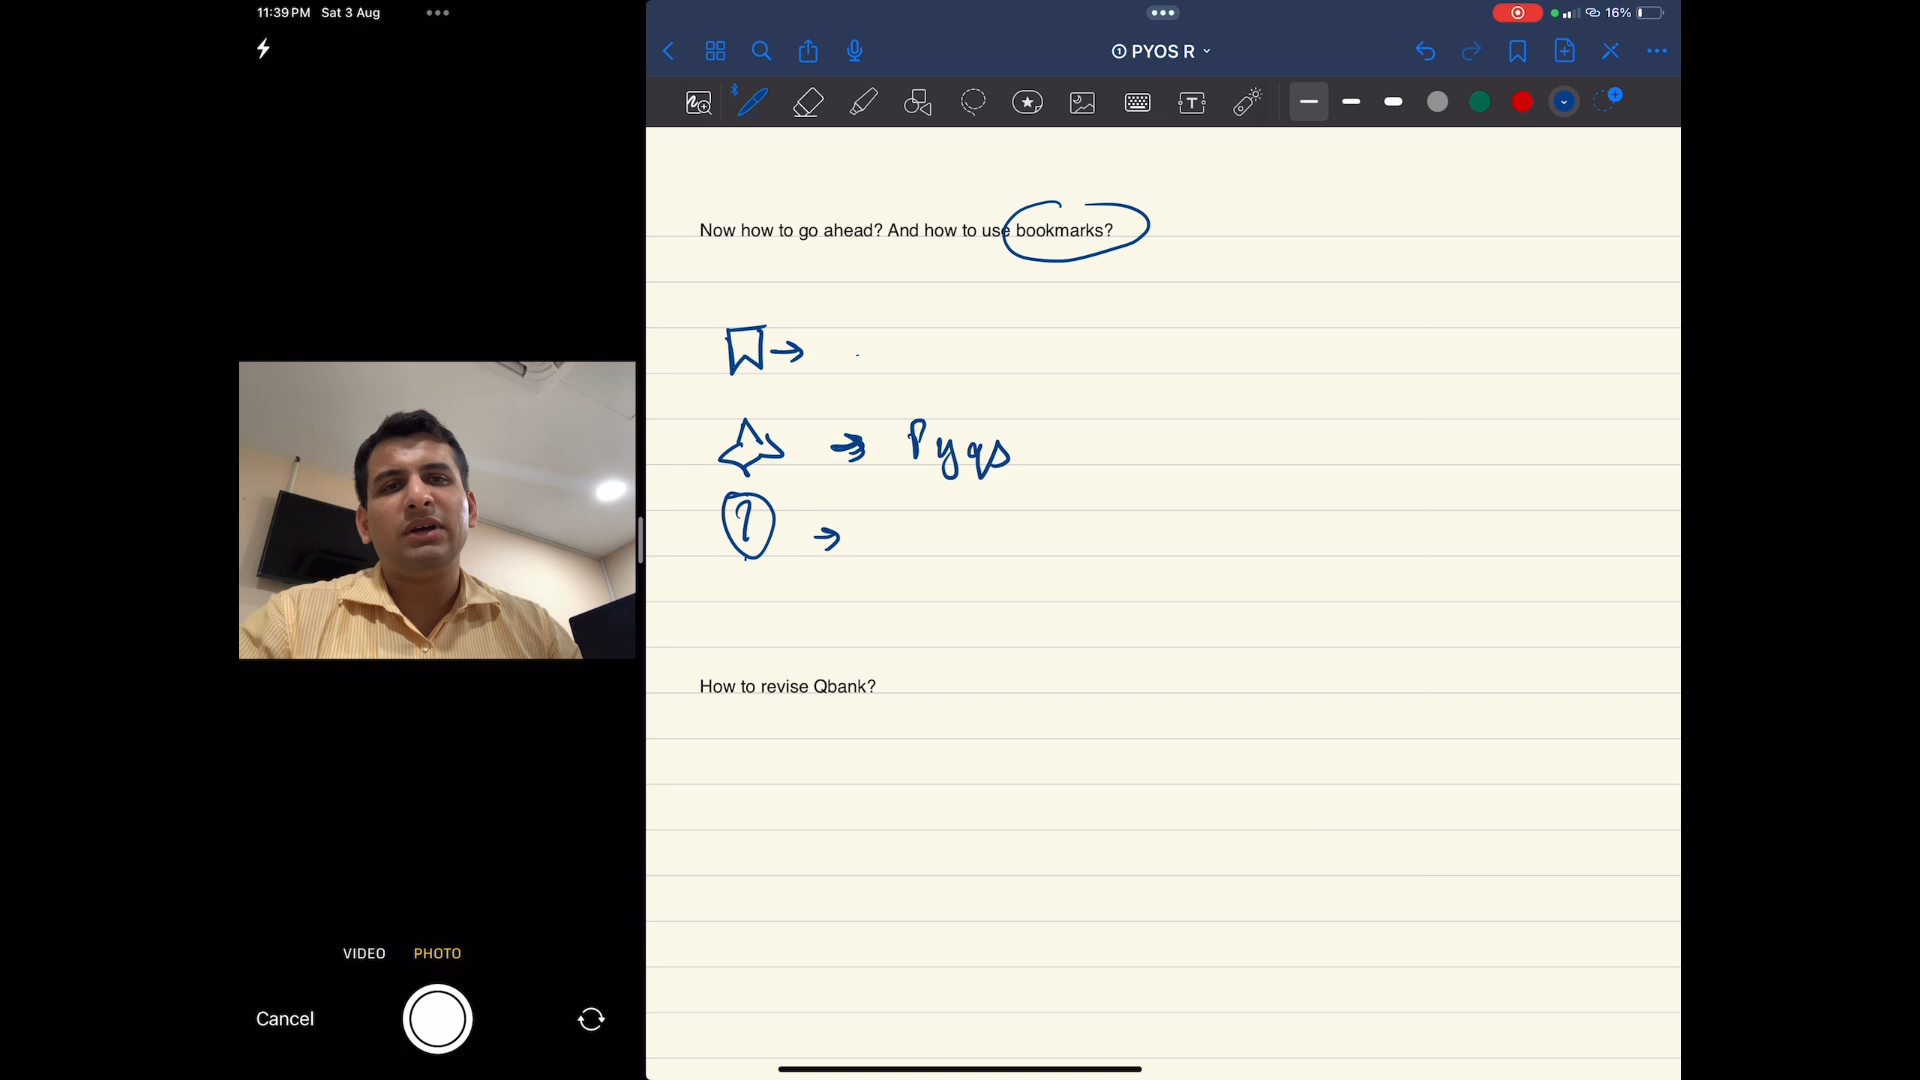 11:39 PM Sat 3 Aug
16%
PYOS R
Now how to go ahead? And how to use bookmarks?
→
→ Pyqs
? →
How to revise Qbank?
VIDEO PHOTO
Cancel